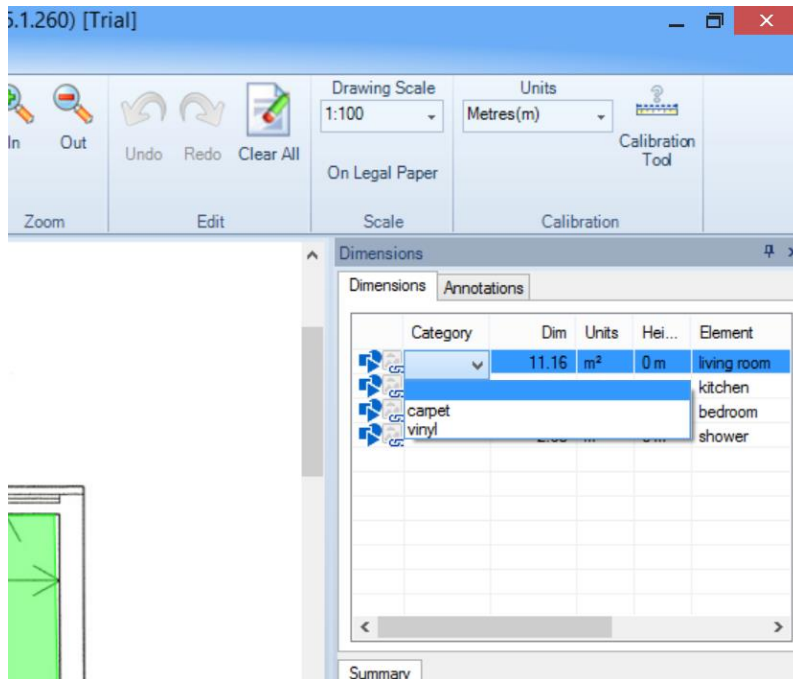 5.1.260) [Trial]
Drawing Scale
Units
1:100
Metres(m)
In
Out
Undo
Redo
Clear All
Calibration
Tool
On Legal Paper
Zoom
Edit
Scale
Calibration
Dimensions
Dimensions
Annotations
Category
Dim
Units
Hei...
Element
11.16
m²
0 m
living room
kitchen
carpet
bedroom
vinyl
shower
Summary